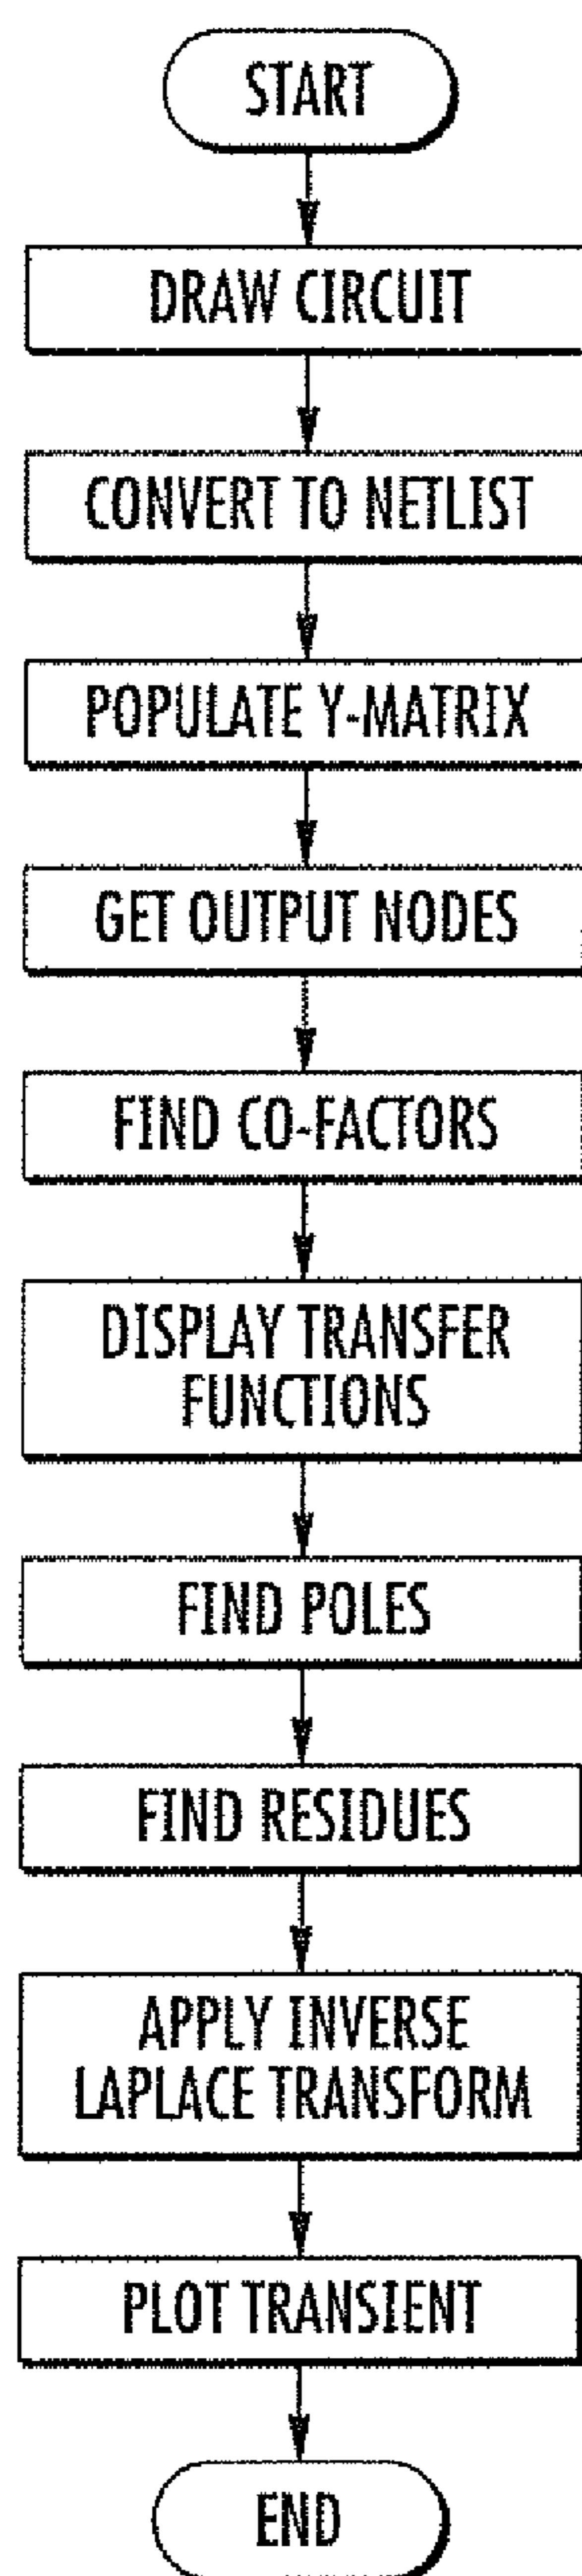 START
DRAW CIRCUIT
CONVERT TO NETLIST
POPULATE Y-MATRIX
GET OUTPUT NODES
FIND CO-FACTORS
DISPLAY TRANSFER
FUNCTIONS
FIND POLES
FIND RESIDUES
APPLY INVERSE
LAPLACE TRANSFORM
PLOT TRANSIENT
END